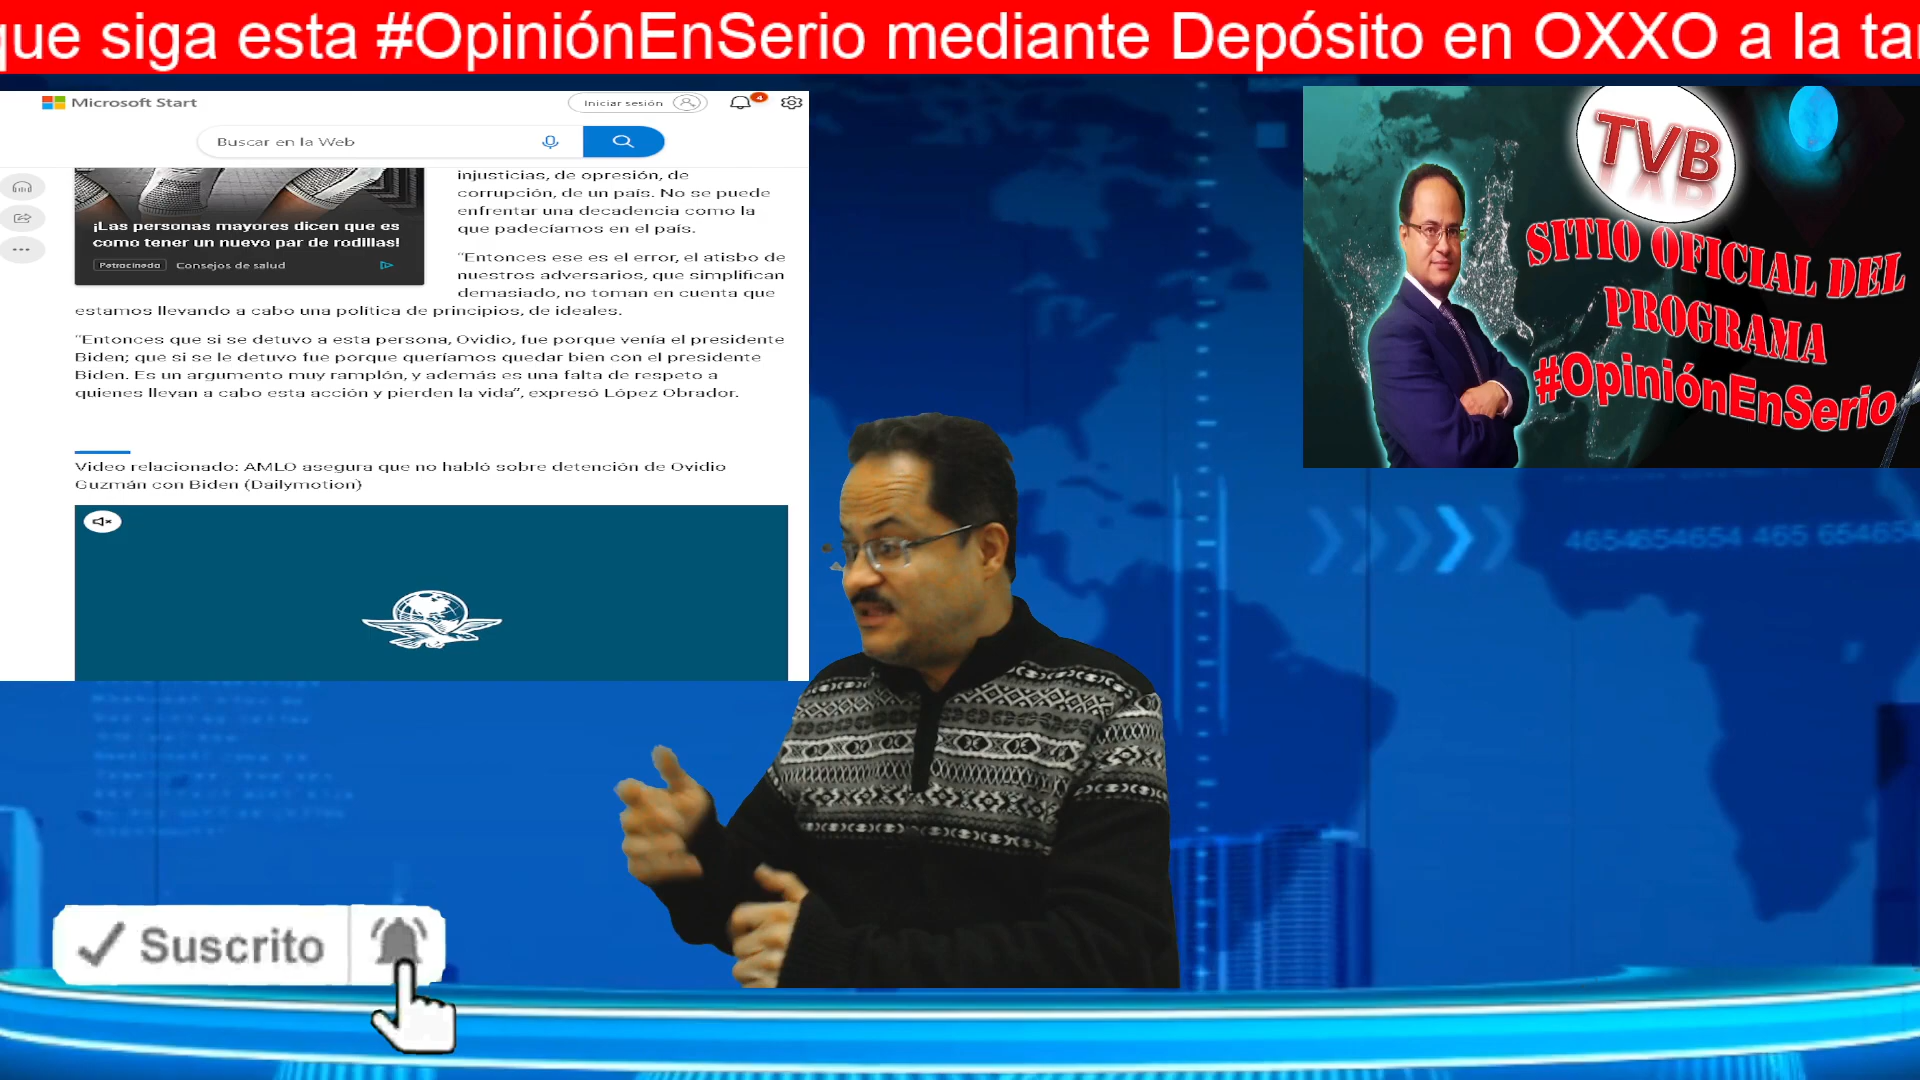 que siga esta #OpiniónEnSerio mediante Depósito en OXXO a la tar
Microsoft Start
Iniciar sesión
4
Buscar en la Web
¡Las personas mayores dicen que es
como tener un nuevo par de rodillas!
Patrocinado Consejos de salud
injusticias, de opresión, de
corrupción, de un país. No se puede
enfrentar una decadencia como la
que padecíamos en el país.
“Entonces ese es el error, el atisbo de
nuestros adversarios, que simplifican
demasiado, no toman en cuenta que
estamos llevando a cabo una política de principios, de ideales.
“Entonces que si se detuvo a esta persona, Ovidio, fue porque venía el presidente
Biden; que si se le detuvo fue porque queríamos quedar bien con el presidente
Biden. Es un argumento muy ramplón, y además es una falta de respeto a
quienes llevan a cabo esta acción y pierden la vida”, expresó López Obrador.
Video relacionado: AMLO asegura que no habló sobre detención de Ovidio
Guzmán con Biden (Dailymotion)
TVB
SITIO OFICIAL DEL
PROGRAMA
#OpiniónEnSerio
4654654654 465 654654
Suscrito